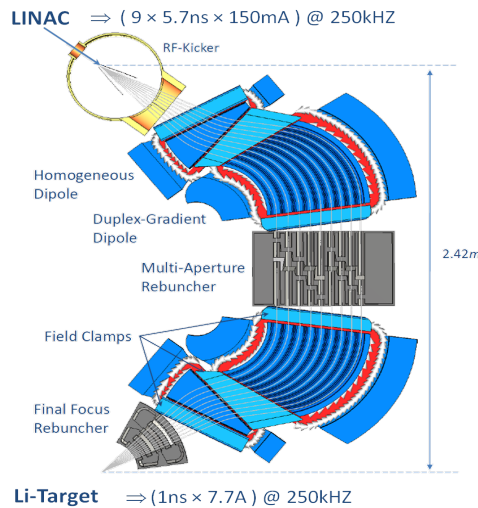 LINAC ⇒ ( 9 × 5.7ns × 150mA ) @ 250kHZ
RF-Kicker
Homogeneous
Dipole
Duplex-Gradient
Dipole
2.42m
Multi-Aperture
Rebuncher
Field Clamps
Final Focus
Rebuncher
Li-Target ⇒ (1ns × 7.7A ) @ 250kHZ